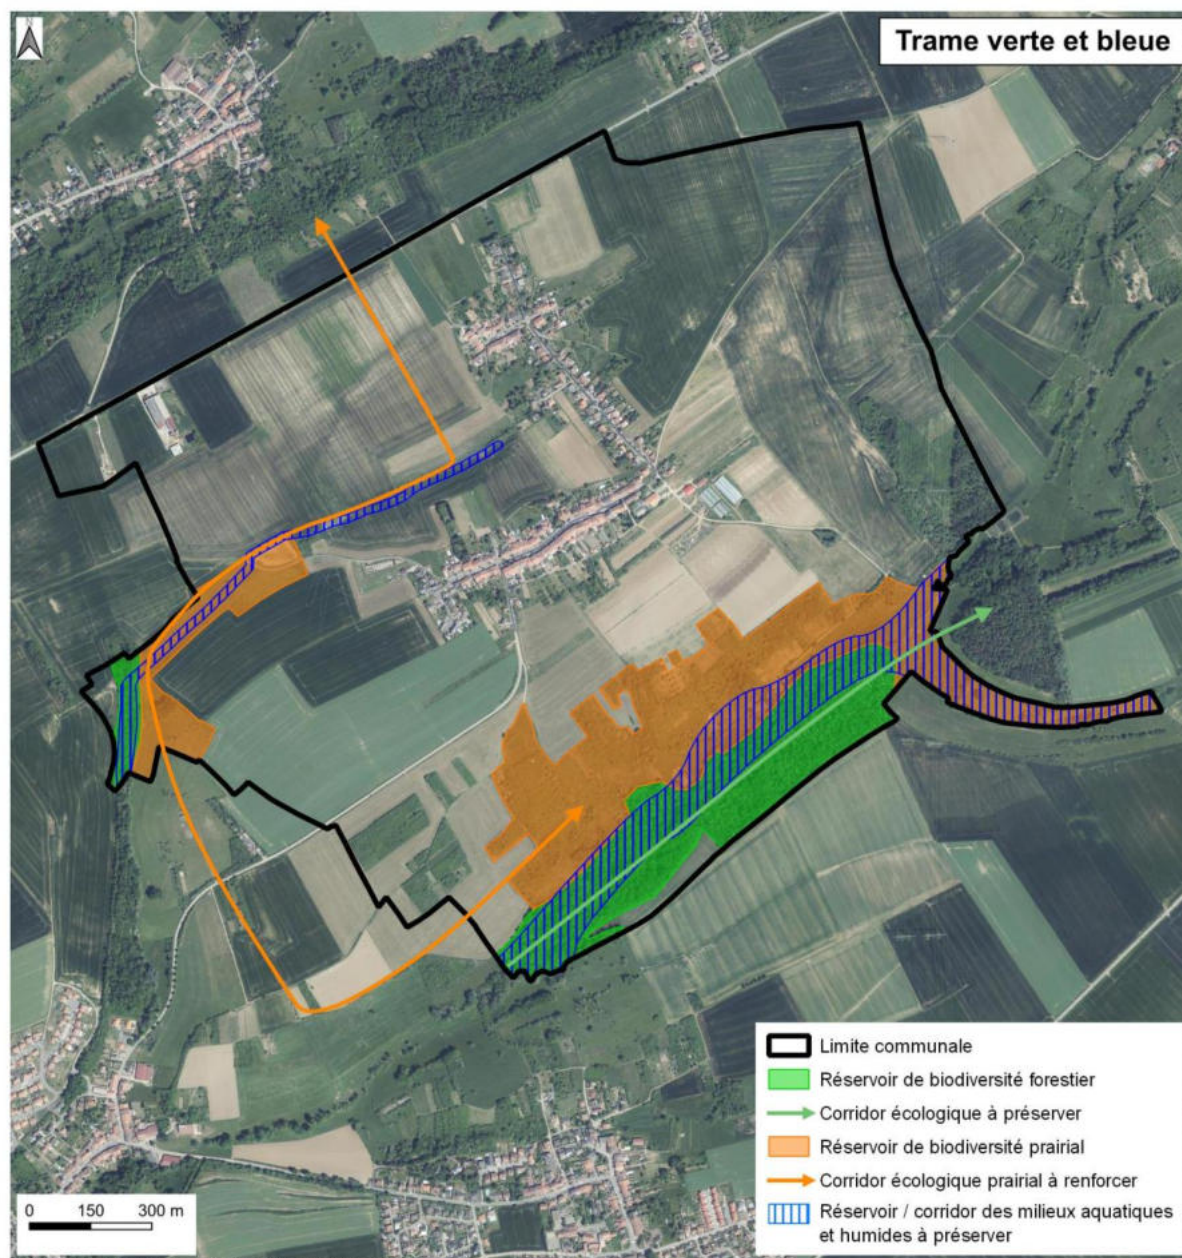 N
Trame verte et bleue
Limite communale
Réservoir de biodiversité forestier
Corridor écologique à préserver
Réservoir de biodiversité prairial
Corridor écologique prairial à renforcer
Réservoir / corridor des milieux aquatiques
et humides à préserver
0 150 300 m